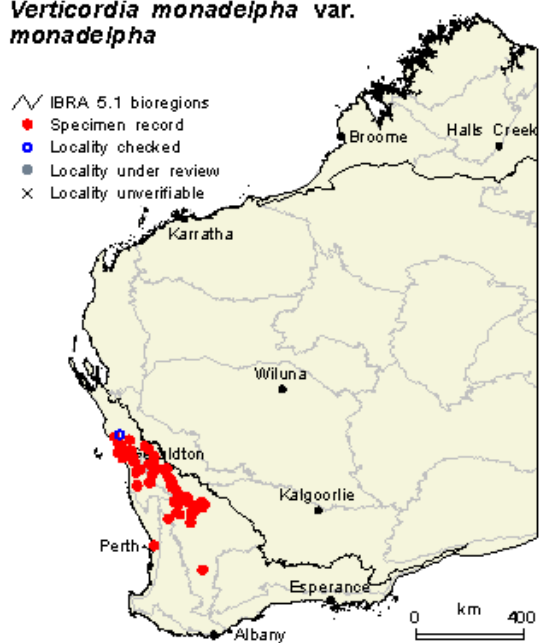 Verticordia monadelpha var.
monadelpha
IBRA 5.1 bioregions
Specimen record
Locality checked
Locality under review
Locality unverifiable
Broome
Halls Creek
Karratha
Wiluna
Geraldton
Kalgoorlie
Perth
Esperance
Albany
km
0 400